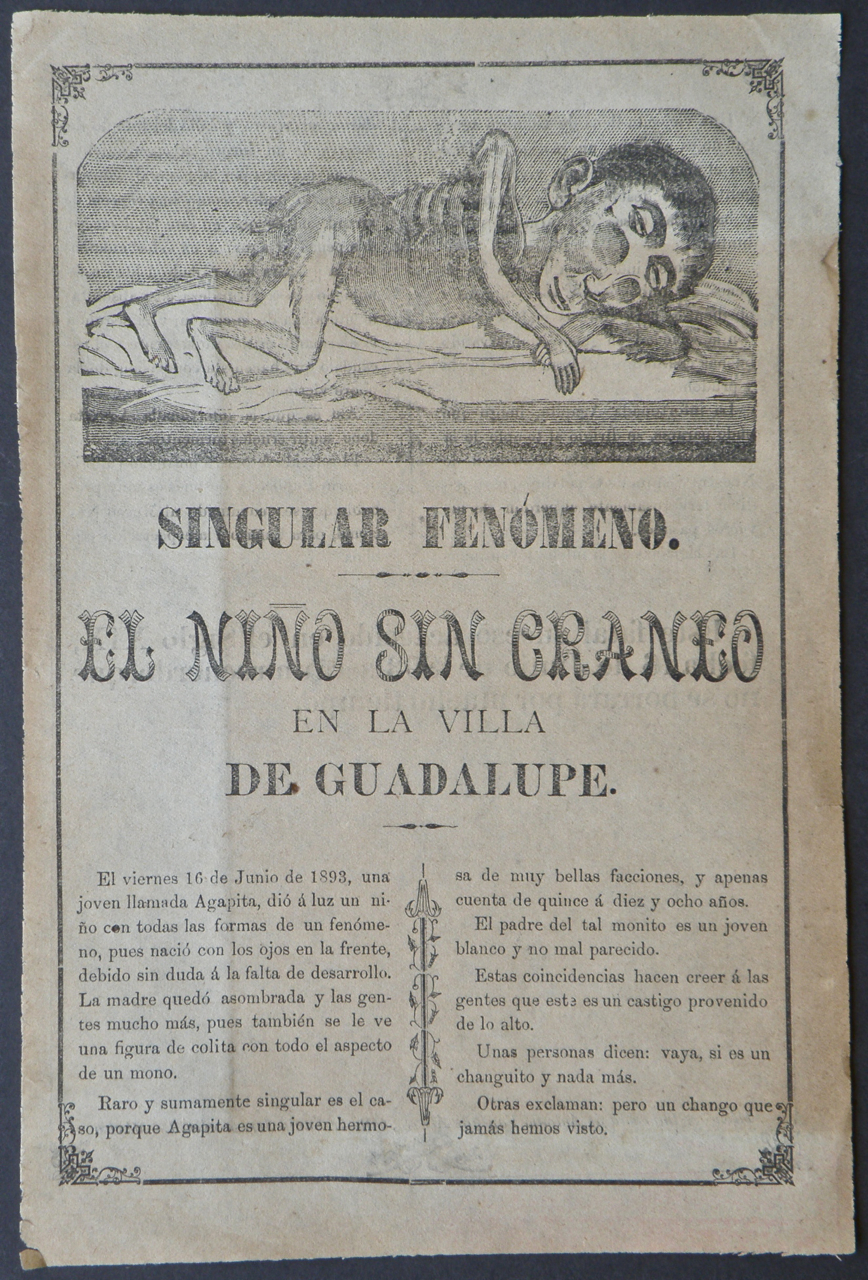 SINGULAR FENÓMENO.
EL NIÑO SIN CRANEO
EN LA VILLA
DE GUADALUPE.
El viernes 16 de Junio de 1893, una
joven llamada Agapita, dió á luz un ni-
ño con todas las formas de un fenóme-
no, pues nació con los ojos en la frente,
debido sin duda á la falta de desarrollo.
La madre quedó asombrada y las gen-
tes mucho más, pues también se le ve
una figura de colita con todo el aspecto
de un mono.
Raro y sumamente singular es el ca-
so, porque Agapita es una joven hermo-
sa de muy bellas facciones, y apenas
cuenta de quince á diez y ocho años.
El padre del tal monito es un joven
blanco y no mal parecido.
Estas coincidencias hacen creer á las
gentes que este es un castigo provenido
de lo alto.
Unas personas dicen: vaya, si es un
changuito y nada más.
Otras exclaman: pero un chango que
jamás hemos visto.